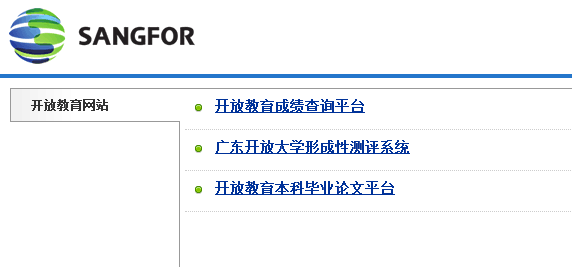 SANGFOR
开放教育网站
开放教育成绩查询平台
广东开放大学形成性测评系统
开放教育本科毕业论文平台